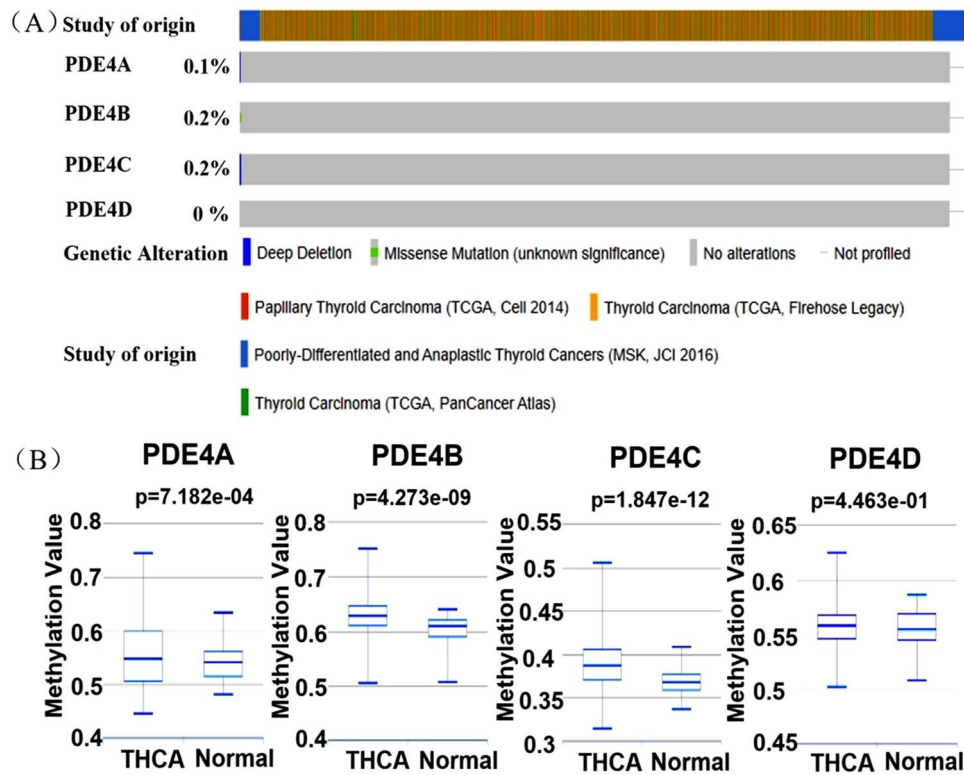 （A） Study of origin
PDE4A 0.1%
PDE4B 0.2%
PDE4C 0.2%
PDE4D 0 %
Genetic Alteration Deep Deletion Missense Mutation (unknown significance) No alterations Not profiled
Papillary Thyroid Carcinoma (TCGA, Cell 2014) Thyroid Carcinoma (TCGA, Firehose Legacy)
Study of origin Poorly-Differentiated and Anaplastic Thyroid Cancers (MSK, JCI 2016)
Thyroid Carcinoma (TCGA, PanCancer Atlas)
（B）
PDE4A
p=7.182e-04
Methylation Value
0.8
0.7
0.6
0.5
0.4
THCA Normal
PDE4B
p=4.273e-09
Methylation Value
0.8
0.7
0.6
0.5
0.4
THCA Normal
PDE4C
p=1.847e-12
Methylation Value
0.55
0.5
0.45
0.4
0.35
0.3
THCA Normal
PDE4D
p=4.463e-01
Methylation Value
0.65
0.6
0.55
0.5
0.45
THCA Normal